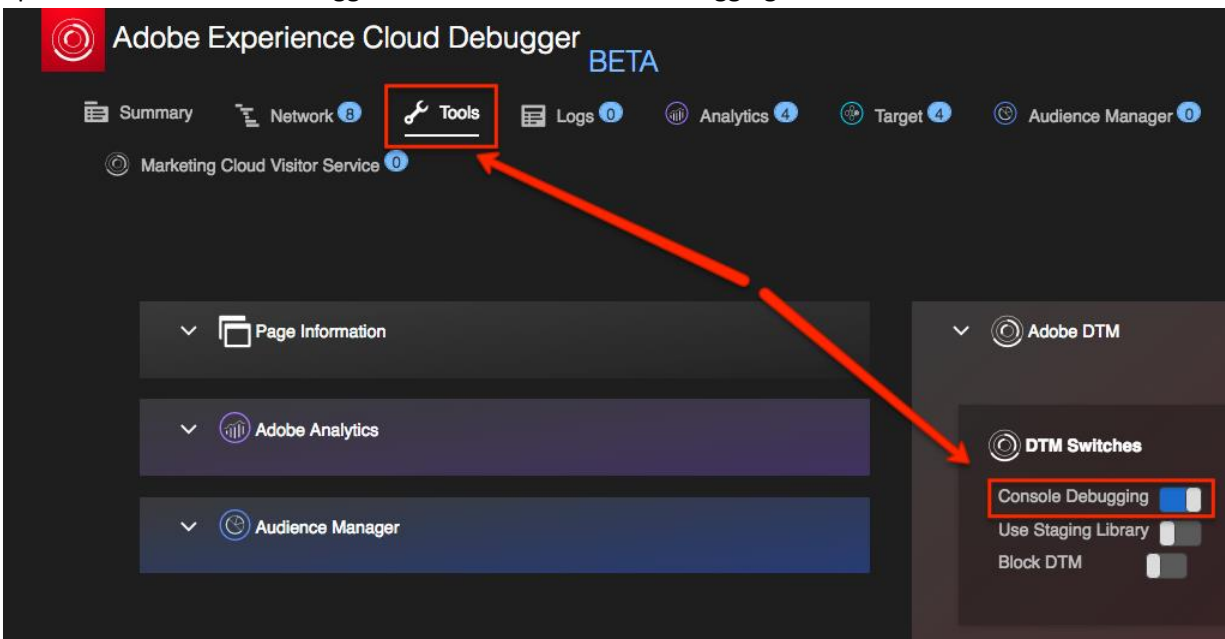 Adobe Experience Cloud Debugger BETA
Summary Network 8 Tools Logs 0 Analytics 4 Target 4 Audience Manager 0
Marketing Cloud Visitor Service 0
Page Information
Adobe DTM
Adobe Analytics
DTM Switches
Console Debugging
Audience Manager
Use Staging Library
Block DTM